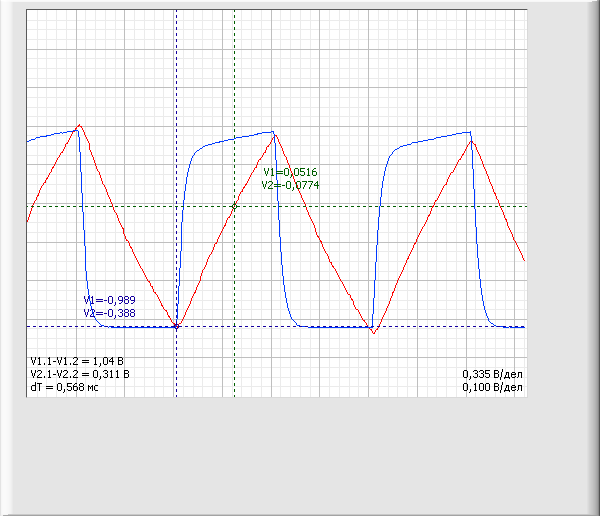 V1=0,0516
V2=-0,0774
V1=-0,989
V2=-0,388
V1.1-V1.2 = 1,04 В
V2.1-V2.2 = 0,311 В
dT = 0,568 мс
0,335 В/дел
0,100 В/дел